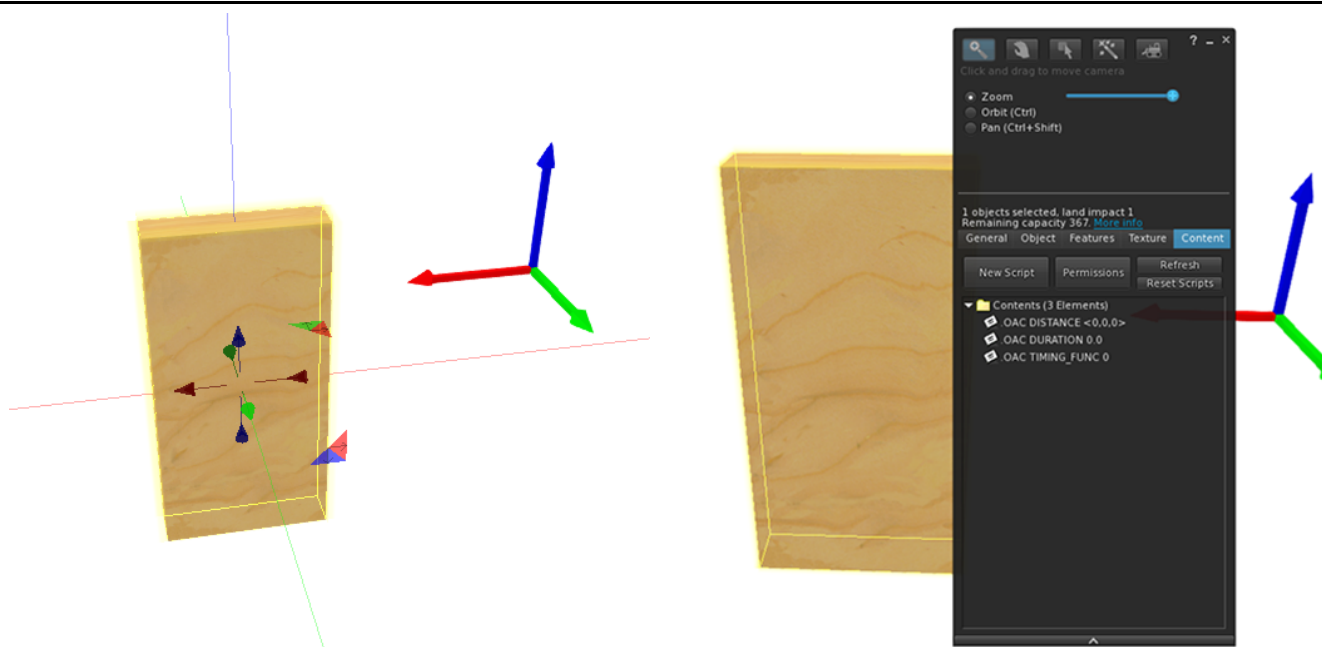 ? – ×
Click and drag to move camera
Zoom
Orbit (Ctrl)
Pan (Ctrl+Shift)
1 objects selected, land impact 1
Remaining capacity 367. More info
General Object Features Texture Content
New Script Permissions Refresh
Reset Scripts
Contents (3 Elements)
.OAC DISTANCE <0,0,0>
.OAC DURATION 0.0
.OAC TIMING_FUNC 0